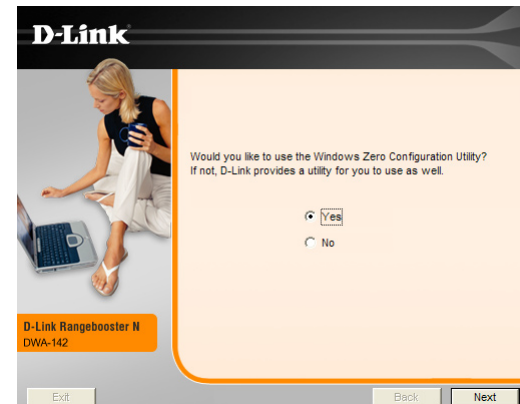 D-Link
Would you like to use the Windows Zero Configuration Utility?
If not, D-Link provides a utility for you to use as well.
Yes
No
D-Link Rangebooster N
DWA-142
Exit
Back
Next